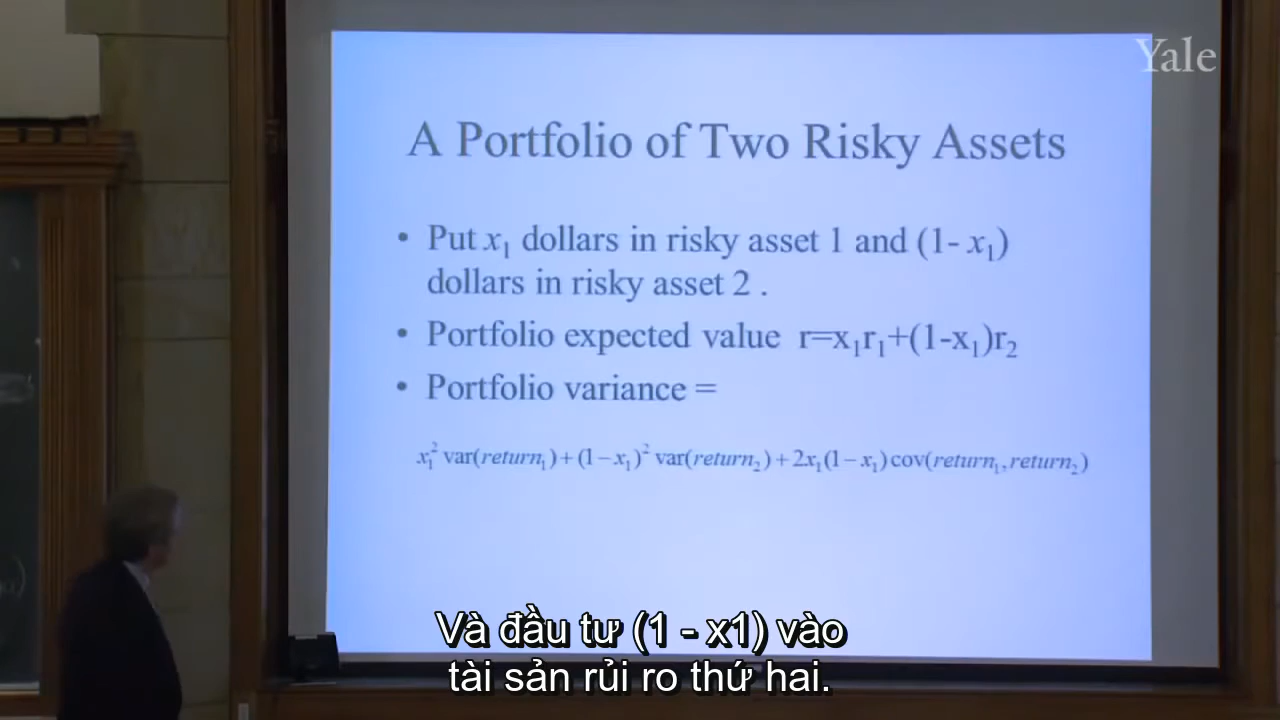 Yale
A Portfolio of Two Risky Assets
• Put x₁ dollars in risky asset 1 and (1- x₁)
dollars in risky asset 2 .
• Portfolio expected value r=x₁r₁+(1-x₁)r₂
• Portfolio variance =
x₁² var(return₁)+(1−x₁)² var(return₂)+2x₁(1−x₁)cov(return₁,return₂)
Và đầu tư (1 - x1) vào
tài sản rủi ro thứ hai.